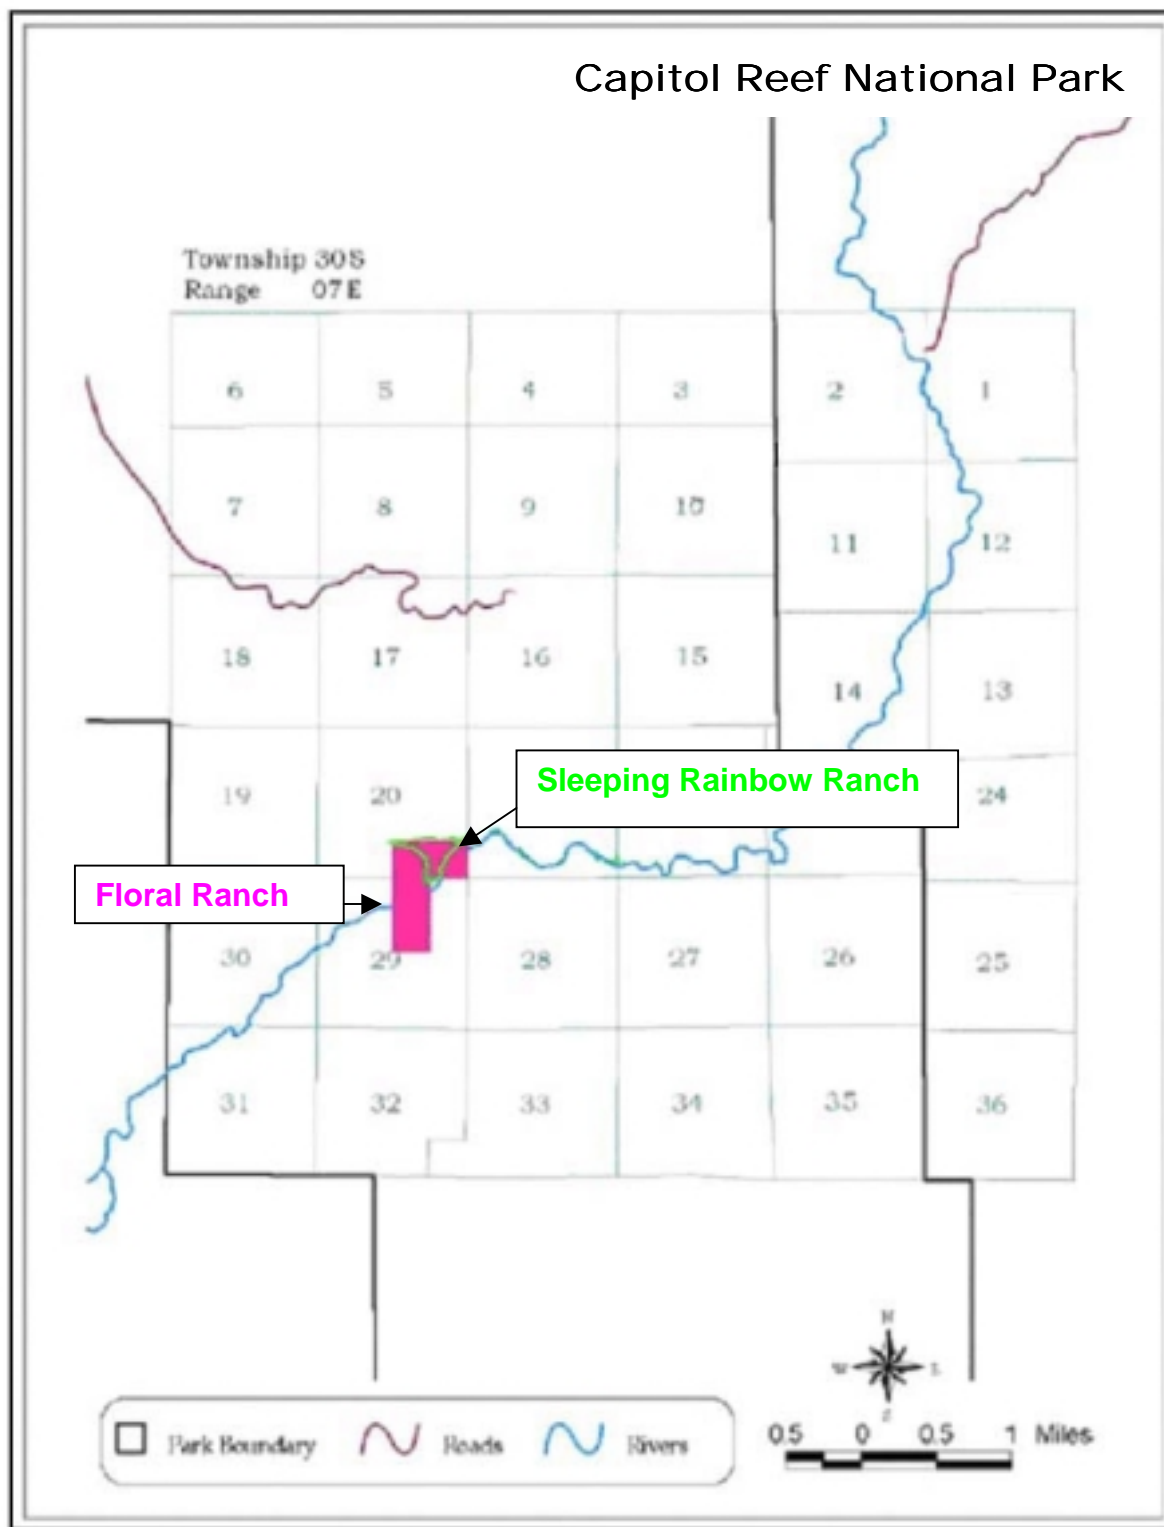 Capitol Reef National Park
Township 30S
Range 07E
6 5 4 3 2 1
7 8 9 10 11 12
18 17 16 15 14 13
19 20 24
Sleeping Rainbow Ranch
Floral Ranch
30 29 28 27 26 25
31 32 33 34 35 36
N
W
S
Park Boundary Roads Rivers
0.5 0 0.5 1 Miles